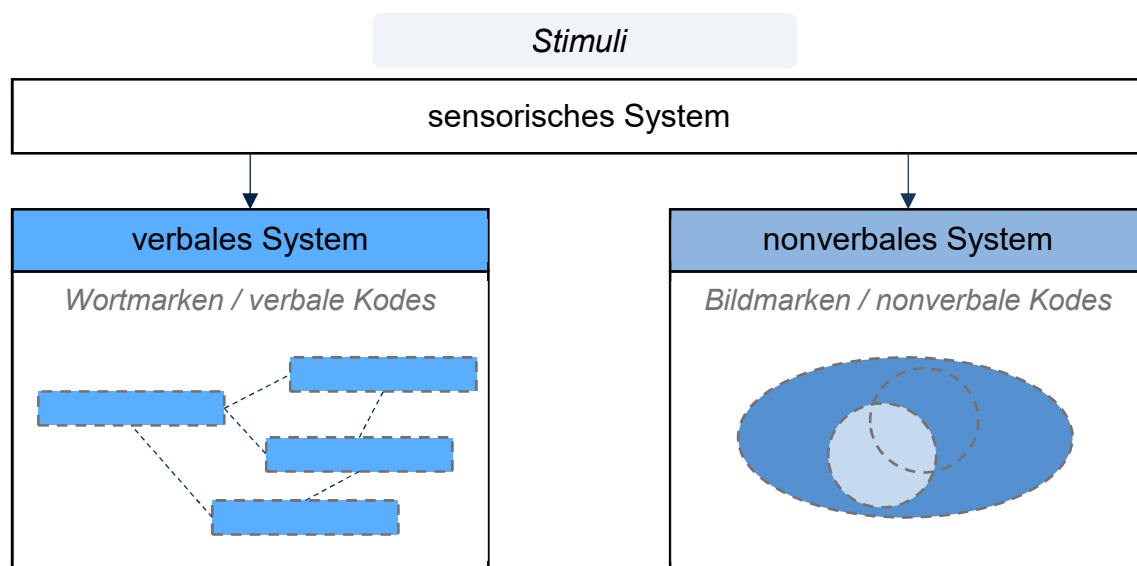 Stimuli
sensorisches System
verbales System
nonverbales System
Wortmarken / verbale Kodes
Bildmarken / nonverbale Kodes